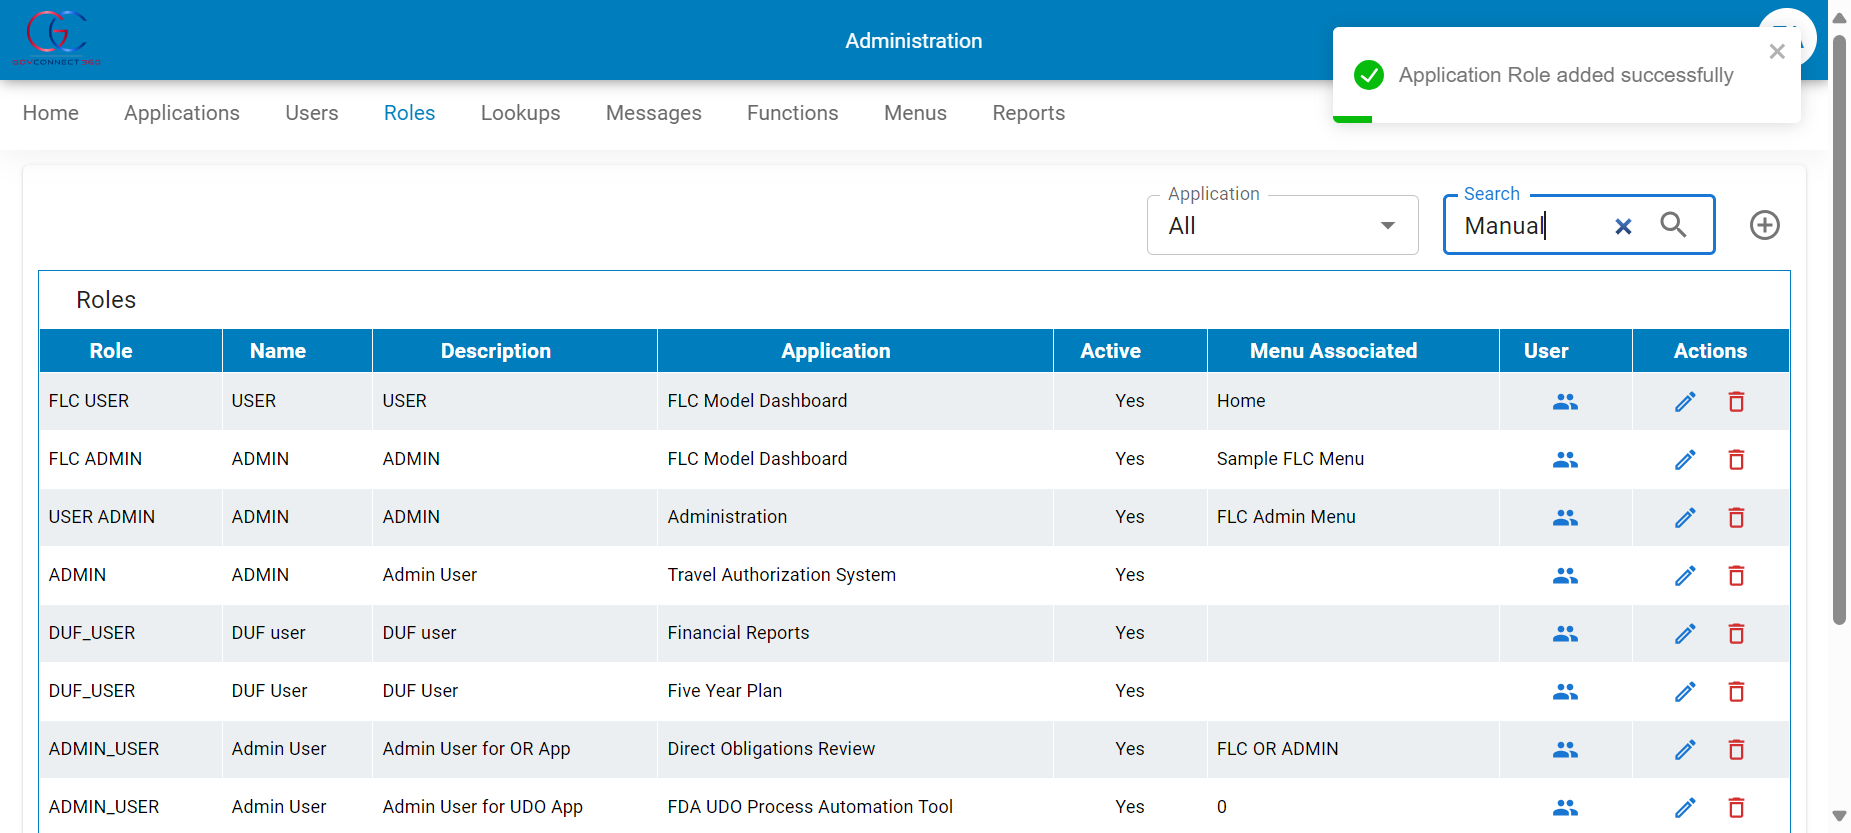 GOVCONNECT 360
Administration
Application Role added successfully
Home Applications Users Roles Lookups Messages Functions Menus Reports
Application
All
Search
Manual
Roles
Role Name Description Application Active Menu Associated User Actions
FLC USER USER USER FLC Model Dashboard Yes Home
FLC ADMIN ADMIN ADMIN FLC Model Dashboard Yes Sample FLC Menu
USER ADMIN ADMIN ADMIN Administration Yes FLC Admin Menu
ADMIN ADMIN Admin User Travel Authorization System Yes
DUF_USER DUF user DUF user Financial Reports Yes
DUF_USER DUF User DUF User Five Year Plan Yes
ADMIN_USER Admin User Admin User for OR App Direct Obligations Review Yes FLC OR ADMIN
ADMIN_USER Admin User Admin User for UDO App FDA UDO Process Automation Tool Yes 0